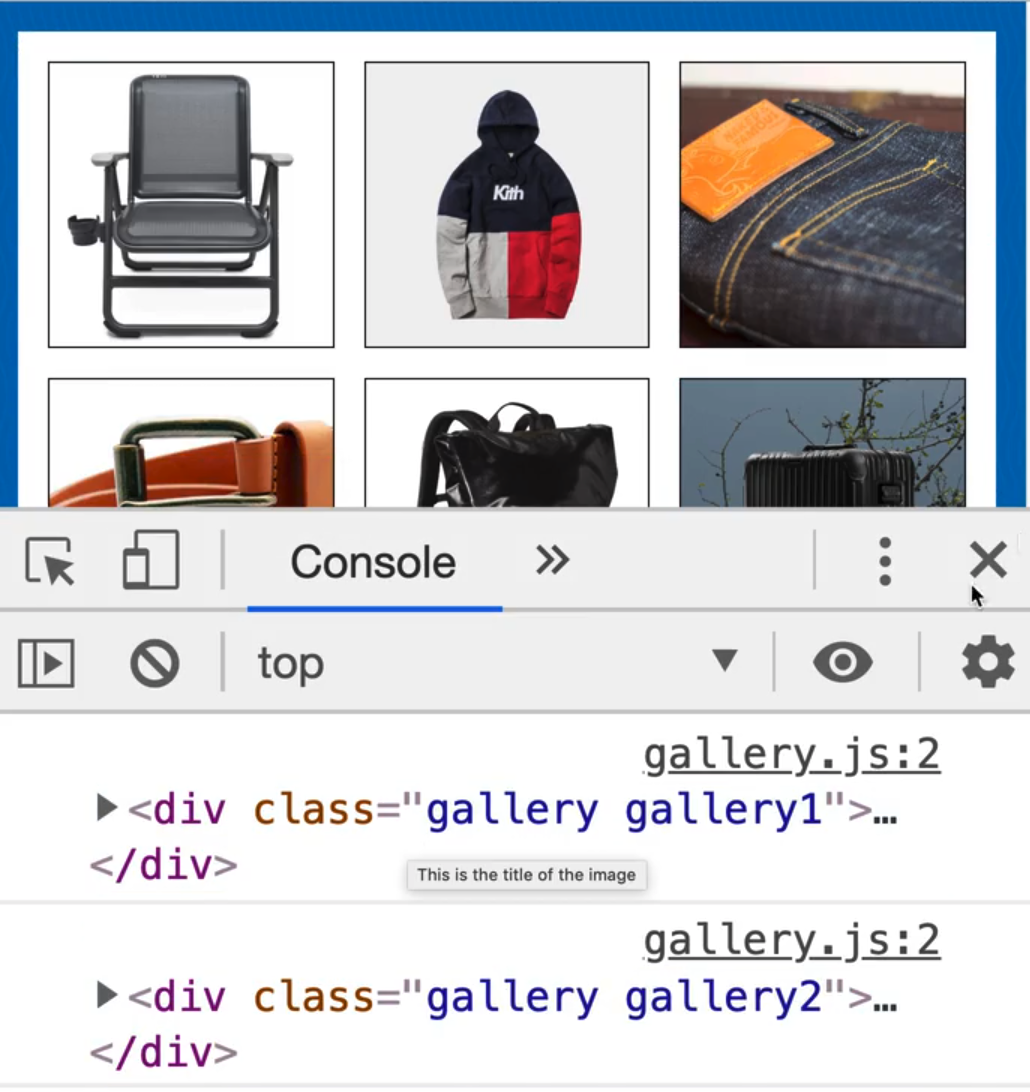 Kith
Console
top
gallery.js:2
<div class="gallery gallery1">…
</div>
This is the title of the image
gallery.js:2
<div class="gallery gallery2">…
</div>